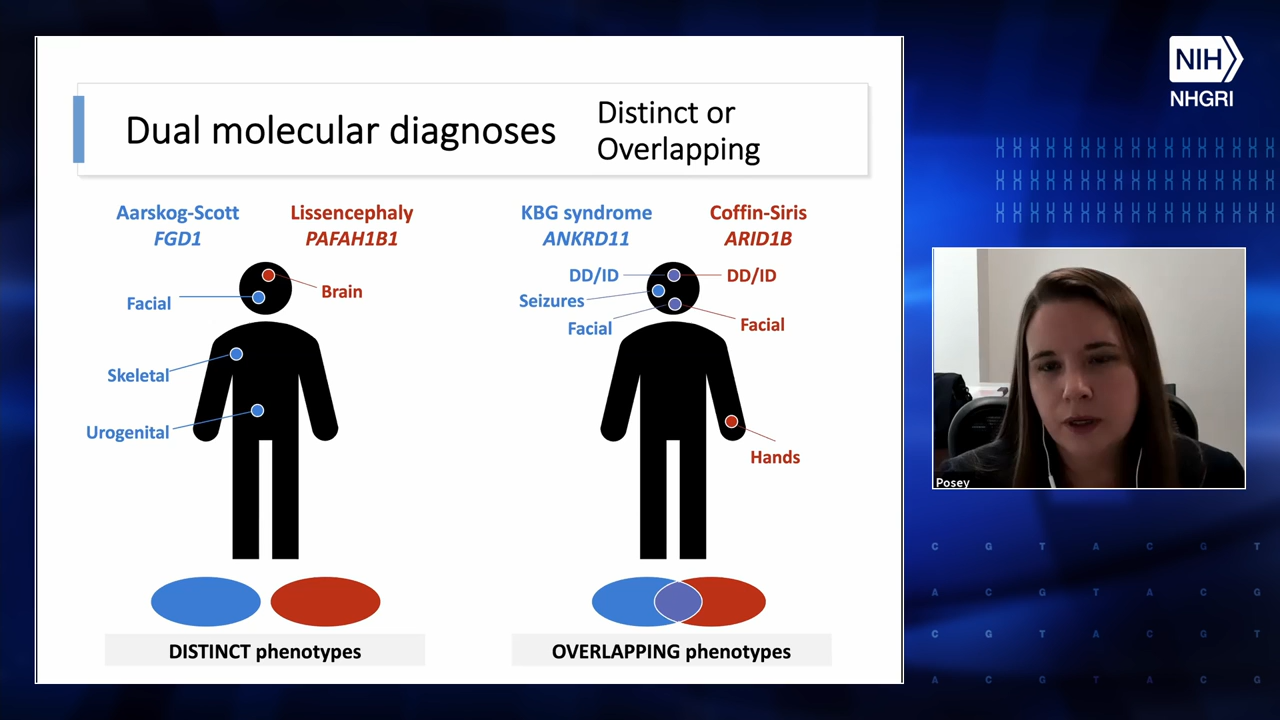 NIH
NHGRI
Dual molecular diagnoses
Distinct or
Overlapping
Aarskog-Scott
FGD1
Lissencephaly
PAFAH1B1
Brain
Facial
Skeletal
Urogenital
DISTINCT phenotypes
KBG syndrome
ANKRD11
Coffin-Siris
ARID1B
DD/ID
DD/ID
Seizures
Facial
Facial
Hands
OVERLAPPING phenotypes
Posey
C G T A C G T
A C G T A C G
C G T A C G T
A C G T A C G